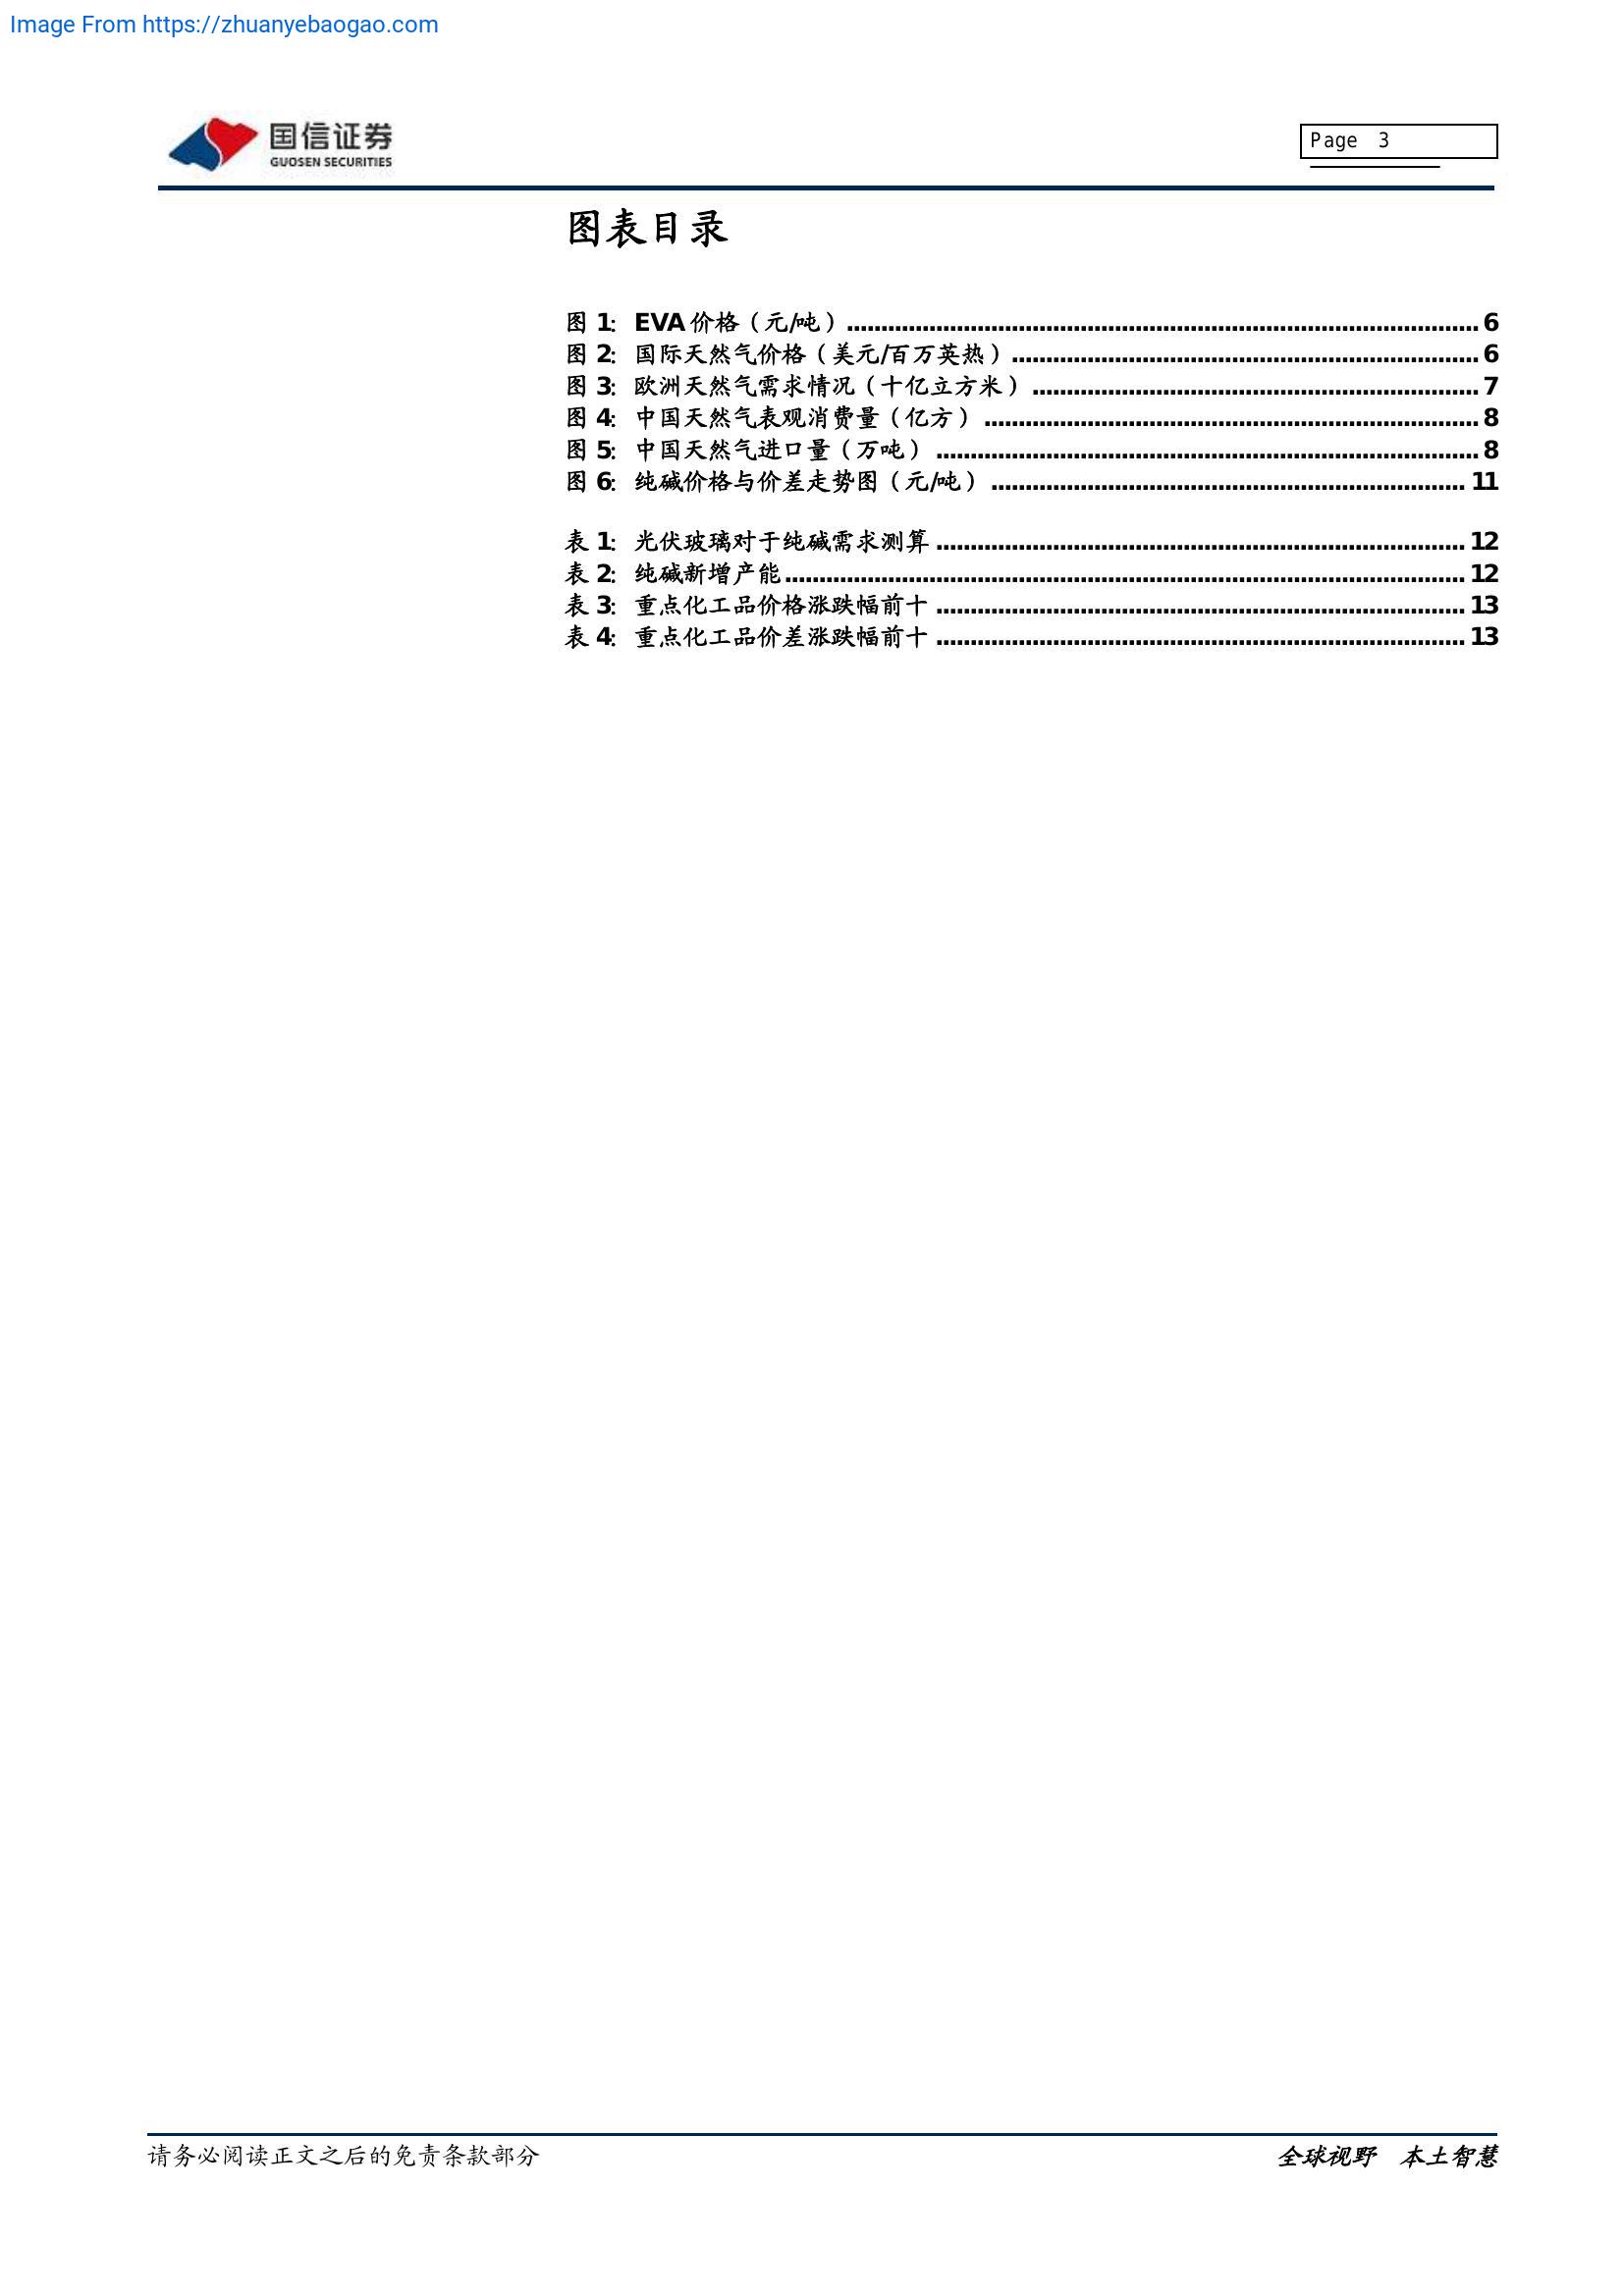 Image From https://zhuanyebaogao.com
国信证券
GUOSEN SECURITIES
Page 3
图表目录
图 1: EVA 价格（元/吨）...........................................................................................6
图 2: 国际天然气价格（美元/百万英热）....................................................................6
图 3: 欧洲天然气需求情况（十亿立方米）.................................................................7
图 4: 中国天然气表观消费量（亿方）........................................................................8
图 5: 中国天然气进口量（万吨）...............................................................................8
图 6: 纯碱价格与价差走势图（元/吨）.....................................................................11
表 1: 光伏玻璃对于纯碱需求测算.............................................................................12
表 2: 纯碱新增产能...................................................................................................12
表 3: 重点化工品价格涨跌幅前十.............................................................................13
表 4: 重点化工品价差涨跌幅前十.............................................................................13
请务必阅读正文之后的免责条款部分
全球视野 本土智慧